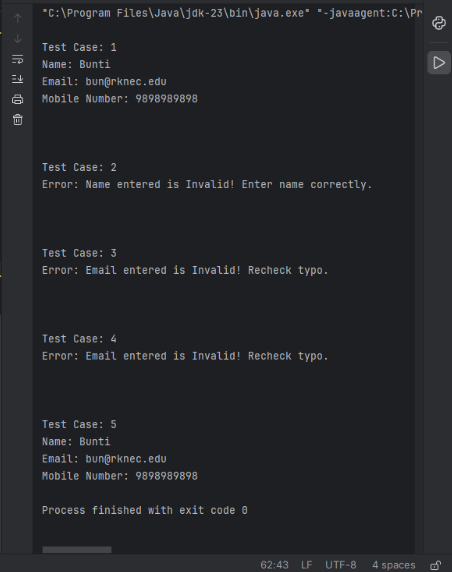 "C:\Program Files\Java\jdk-23\bin\java.exe" "-javaagent:C:\Pr
Test Case: 1
Name: Bunti
Email: bun@rknec.edu
Mobile Number: 9898989898
Test Case: 2
Error: Name entered is Invalid! Enter name correctly.
Test Case: 3
Error: Email entered is Invalid! Recheck typo.
Test Case: 4
Error: Email entered is Invalid! Recheck typo.
Test Case: 5
Name: Bunti
Email: bun@rknec.edu
Mobile Number: 9898989898
Process finished with exit code 0
62:43 LF UTF-8 4 spaces